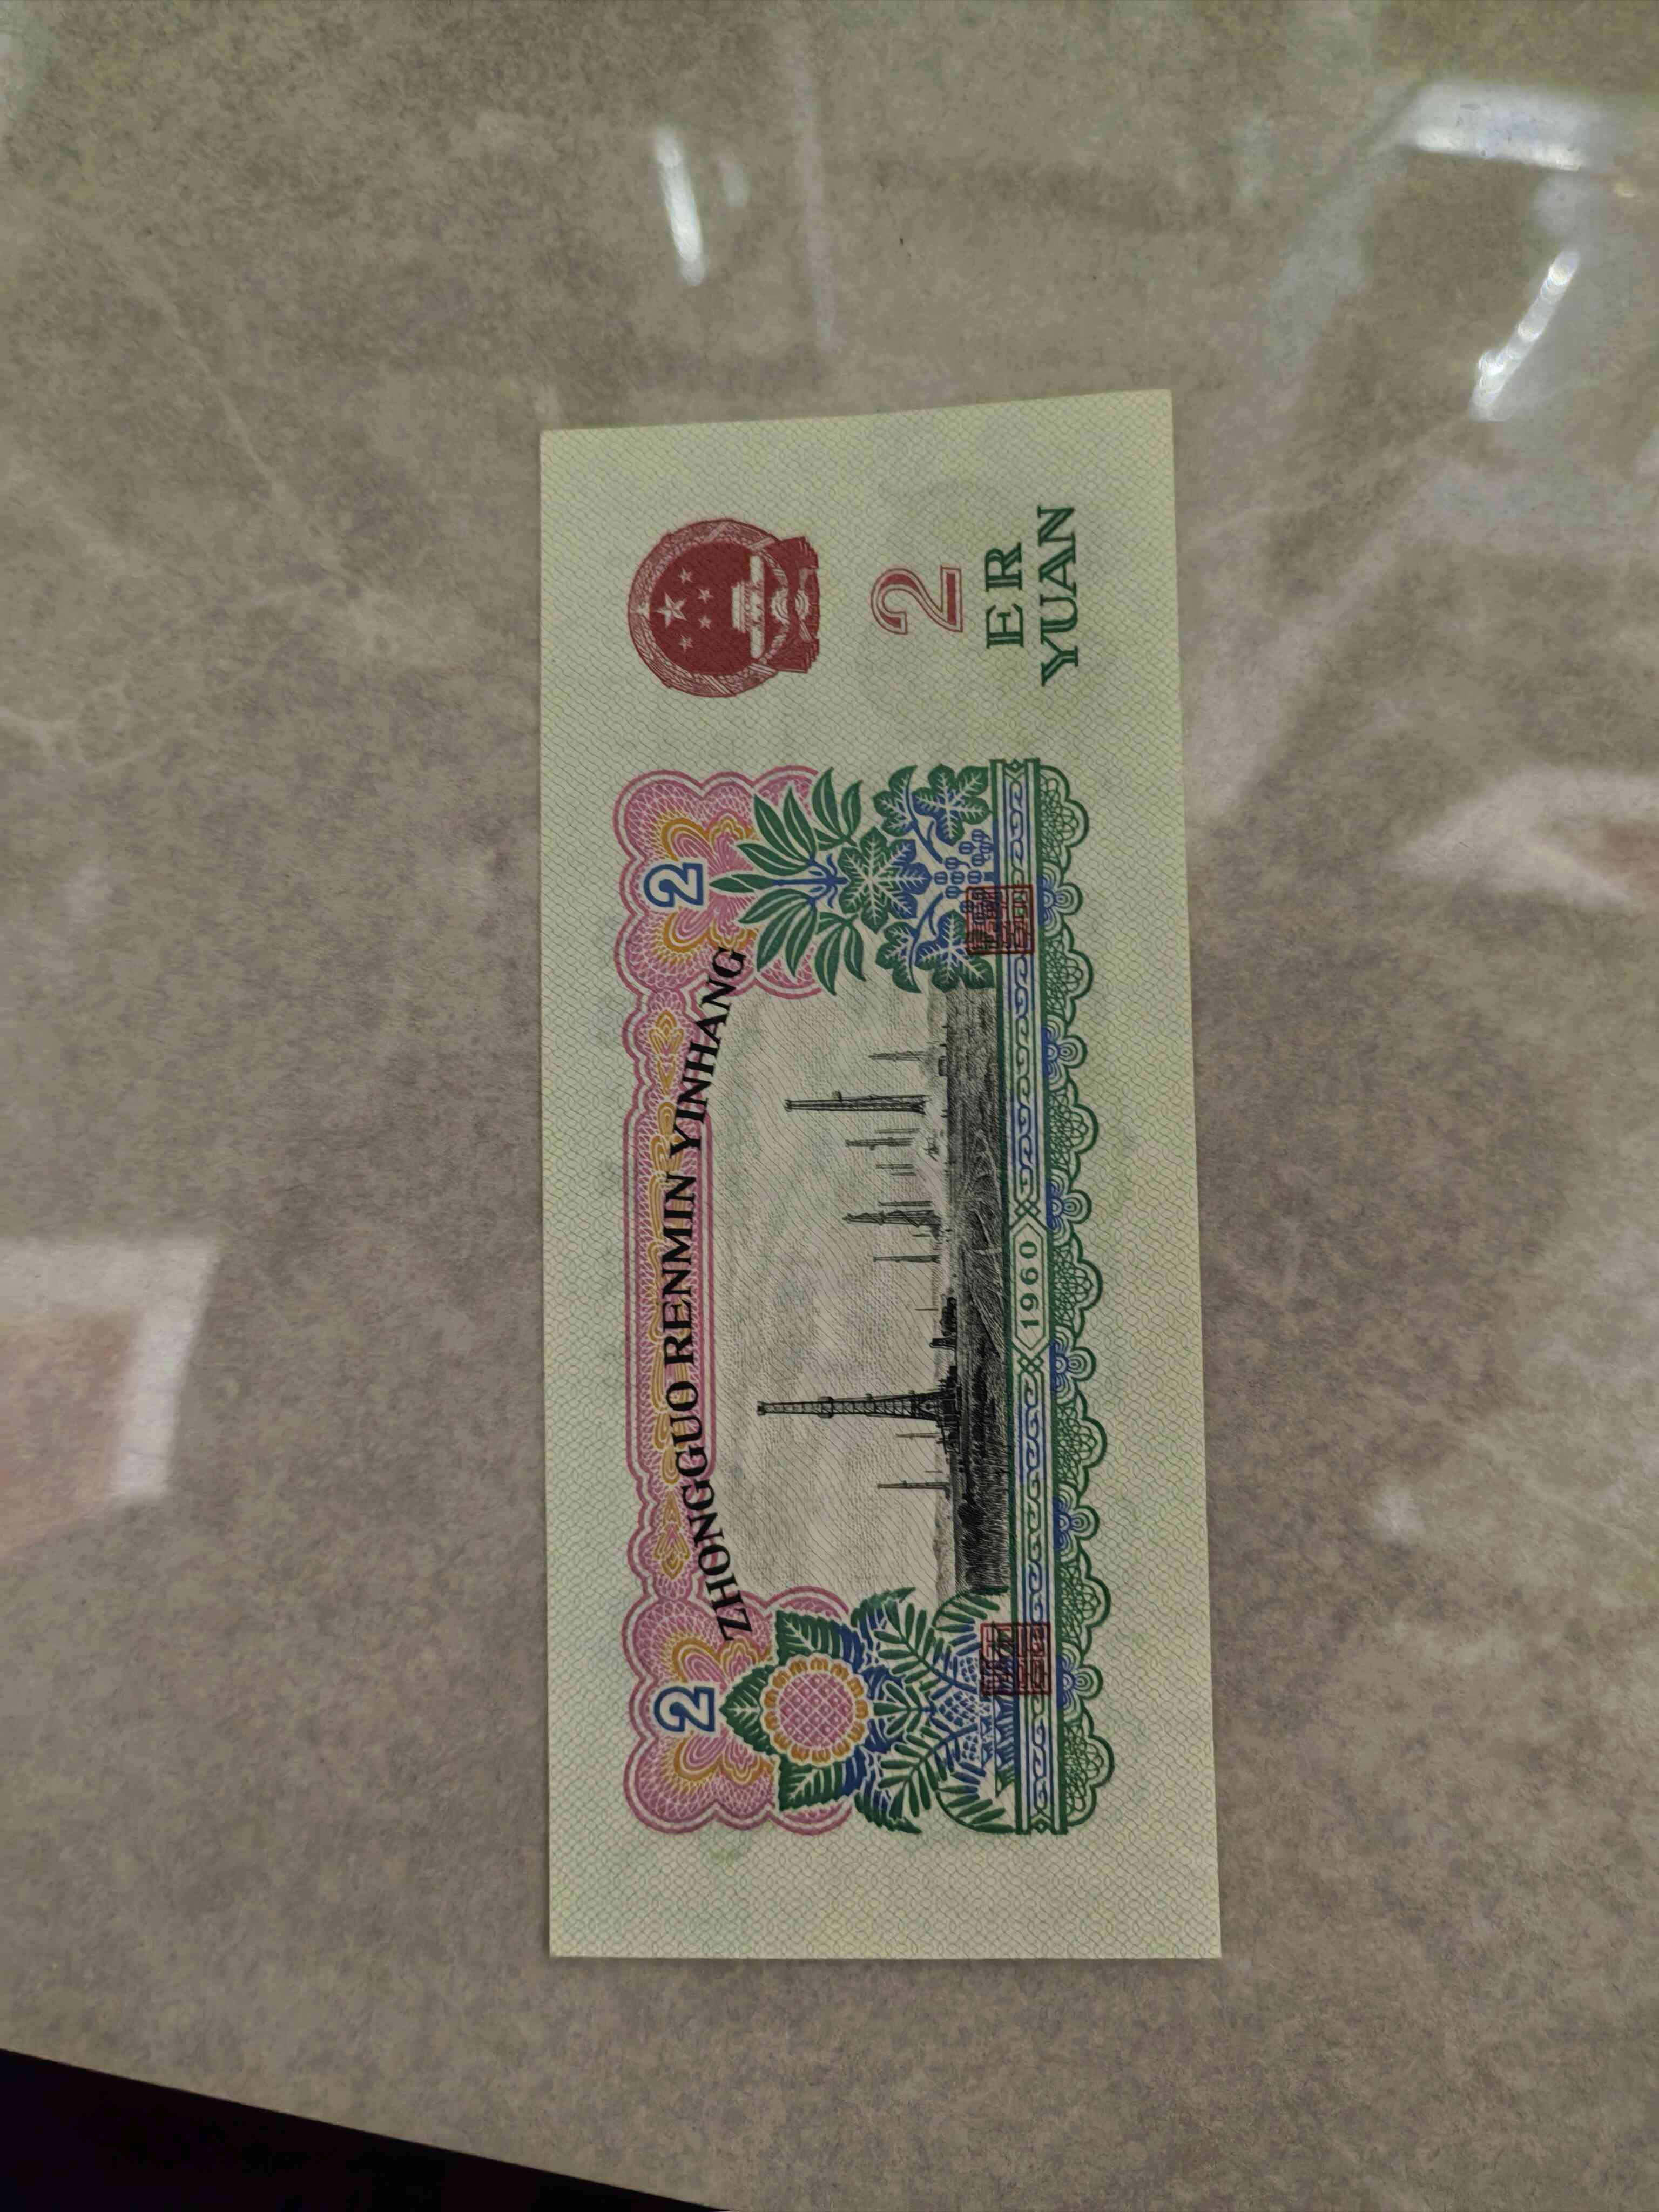 2
2
ZHONGGUO RENMIN YINHANG
1960
2
ER
YUAN